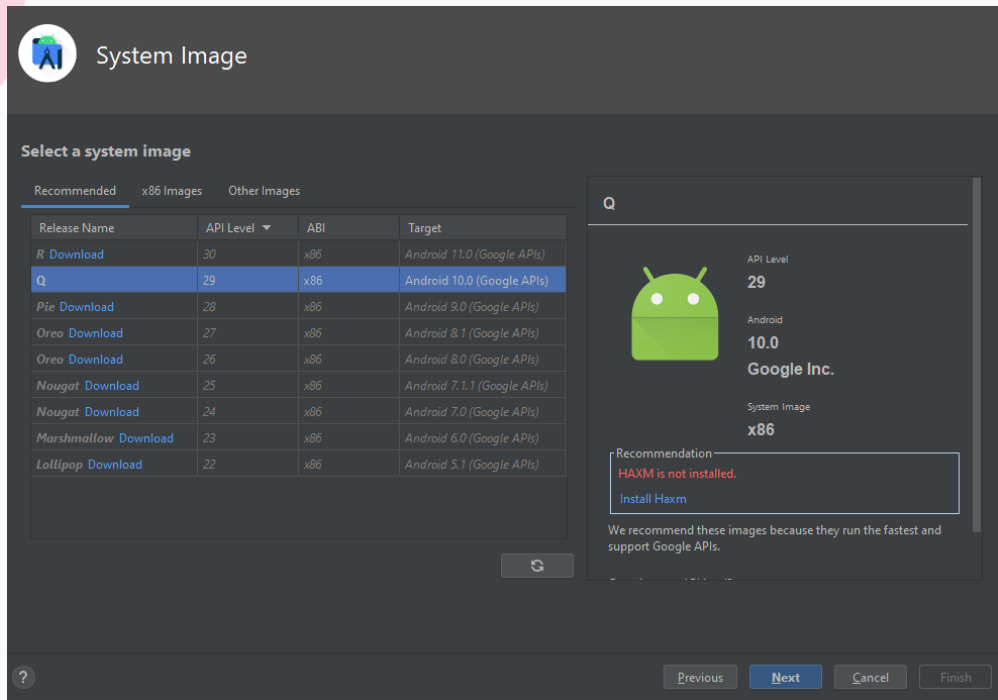 System Image
Select a system image
Recommended x86 Images Other Images
Release Name API Level ABI Target
R Download 30 x86 Android 11.0 (Google APIs)
Q 29 x86 Android 10.0 (Google APIs)
Pie Download 28 x86 Android 9.0 (Google APIs)
Oreo Download 27 x86 Android 8.1 (Google APIs)
Oreo Download 26 x86 Android 8.0 (Google APIs)
Nougat Download 25 x86 Android 7.1.1 (Google APIs)
Nougat Download 24 x86 Android 7.0 (Google APIs)
Marshmallow Download 23 x86 Android 6.0 (Google APIs)
Lollipop Download 22 x86 Android 5.1 (Google APIs)
Q
API Level
29
Android
10.0
Google Inc.
System Image
x86
Recommendation
HAXM is not installed.
Install Haxm
We recommend these images because they run the fastest and
support Google APIs.
? Previous Next Cancel Finish